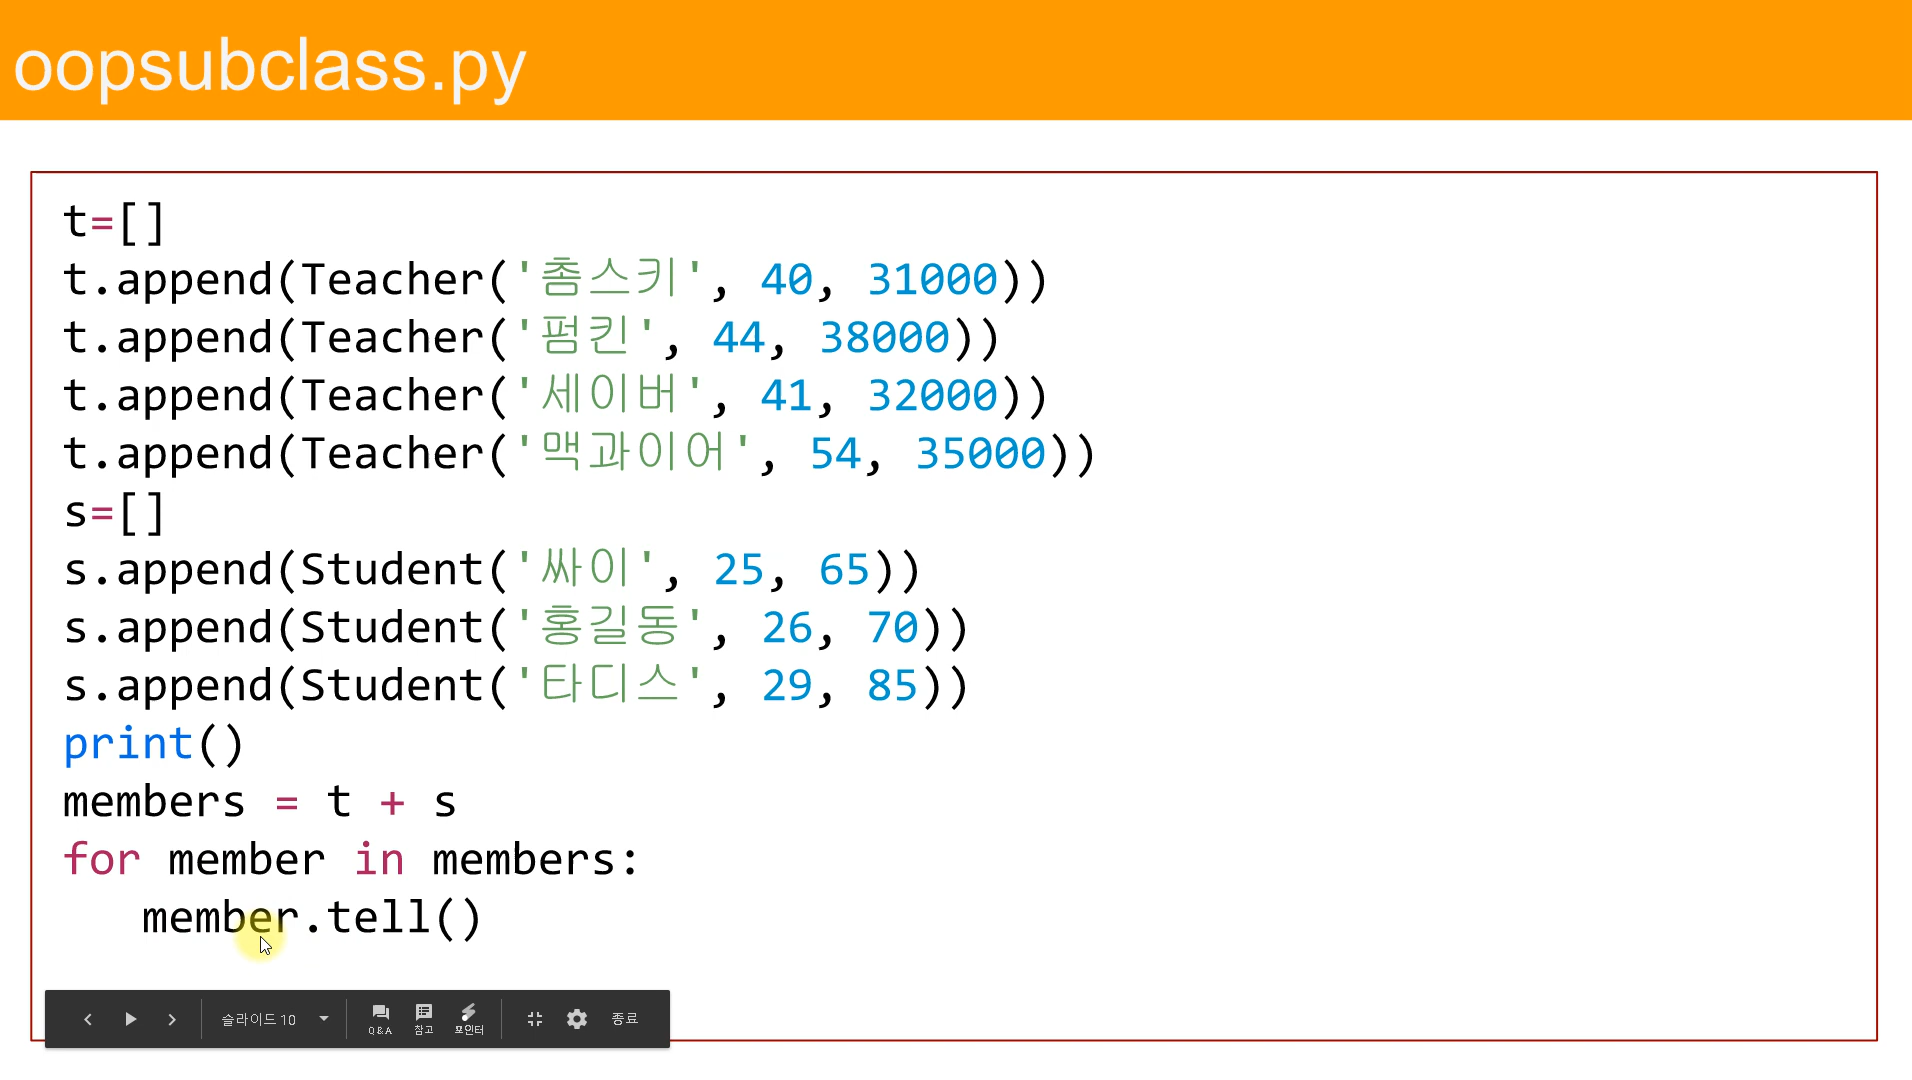 oopsubclass.py
t=[]
t.append(Teacher('촘스키', 40, 31000))
t.append(Teacher('펌킨', 44, 38000))
t.append(Teacher('세이버', 41, 32000))
t.append(Teacher('맥과이어', 54, 35000))
s=[]
s.append(Student('싸이', 25, 65))
s.append(Student('홍길동', 26, 70))
s.append(Student('타디스', 29, 85))
print()
members = t + s
for member in members:
   member.tell()
슬라이드 10
Q&A 참고 포인터
종료